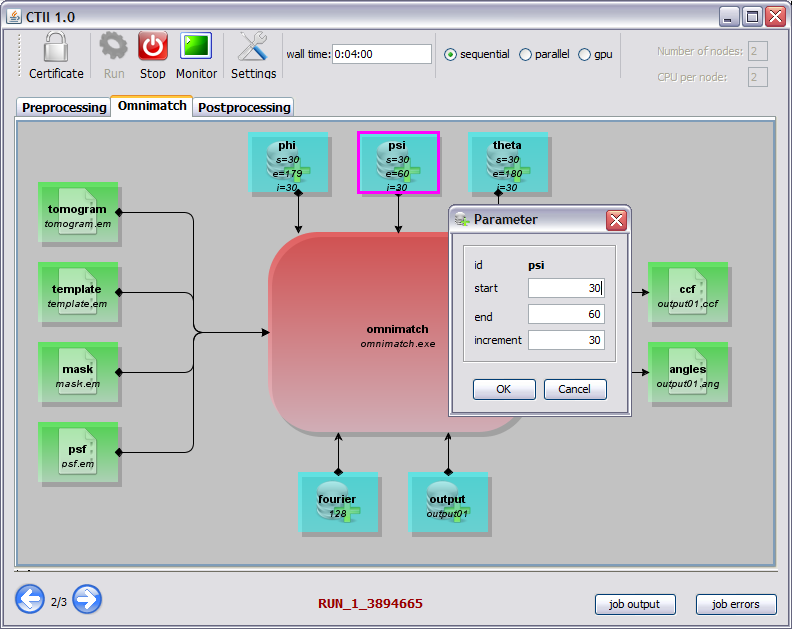 CTII 1.0
Certificate
Run
Stop
Monitor
Settings
wall time: 0:04:00
sequential
parallel
gpu
Number of nodes: 2
CPU per node: 2
Preprocessing
Omnimatch
Postprocessing
phi
s=30
e=179
i=30
psi
s=30
e=60
i=30
theta
s=30
e=180
i=30
tomogram
tomogram.em
template
template.em
mask
mask.em
psf
psf.em
omnimatch
omnimatch.exe
Parameter
id psi
start 30
end 60
increment 30
OK
Cancel
ccf
output01.ccf
angles
output01.ang
fourier
128
output
output01
2/3
RUN_1_3894665
job output
job errors